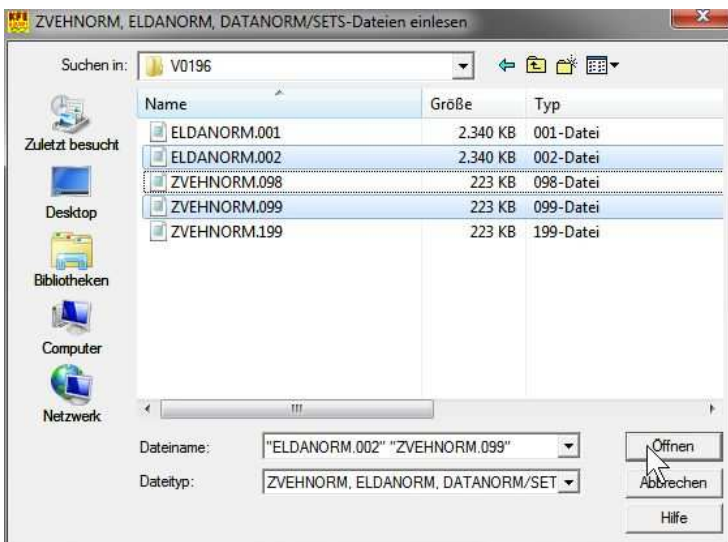 KFE
ZVEHNORM, ELDANORM, DATANORM/SETS-Dateien einlesen
Suchen in: V0196
Name Größe Typ
ELDANORM.001 2.340 KB 001-Datei
ELDANORM.002 2.340 KB 002-Datei
ZVEHNORM.098 223 KB 098-Datei
ZVEHNORM.099 223 KB 099-Datei
ZVEHNORM.199 223 KB 199-Datei
Zuletzt besucht
Desktop
Bibliotheken
Computer
Netzwerk
Dateiname: "ELDANORM.002" "ZVEHNORM.099" Öffnen
Dateityp: ZVEHNORM, ELDANORM, DATANORM/SET Abbrechen
Hilfe